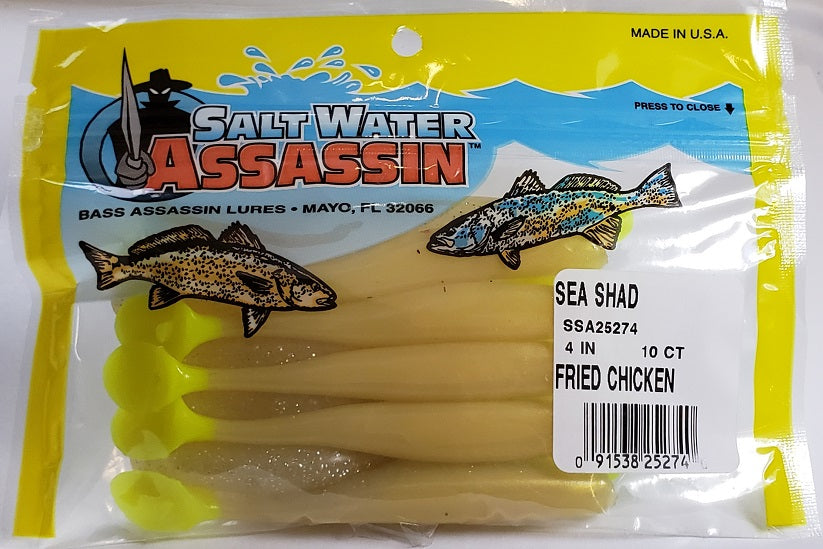 MADE IN U.S.A.
PRESS TO CLOSE
SALT WATER
ASSASSIN™
BASS ASSASSIN LURES • MAYO, FL 32066
SEA SHAD
SSA25274
4 IN 10 CT
FRIED CHICKEN
0 91538 25274